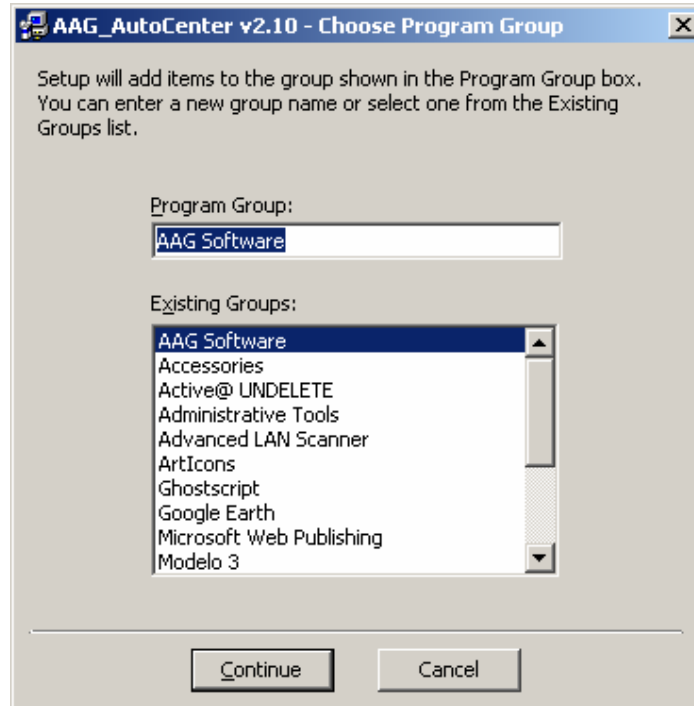 AAG_AutoCenter v2.10 - Choose Program Group
Setup will add items to the group shown in the Program Group box.
You can enter a new group name or select one from the Existing
Groups list.
Program Group:
AAG Software
Existing Groups:
AAG Software
Accessories
Active@ UNDELETE
Administrative Tools
Advanced LAN Scanner
ArtIcons
Ghostscript
Google Earth
Microsoft Web Publishing
Modelo 3
Continue Cancel